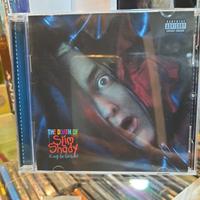 PARENTAL
ADVISORY
EXPLICIT CONTENT
THE DEATH OF
Slim
Shady